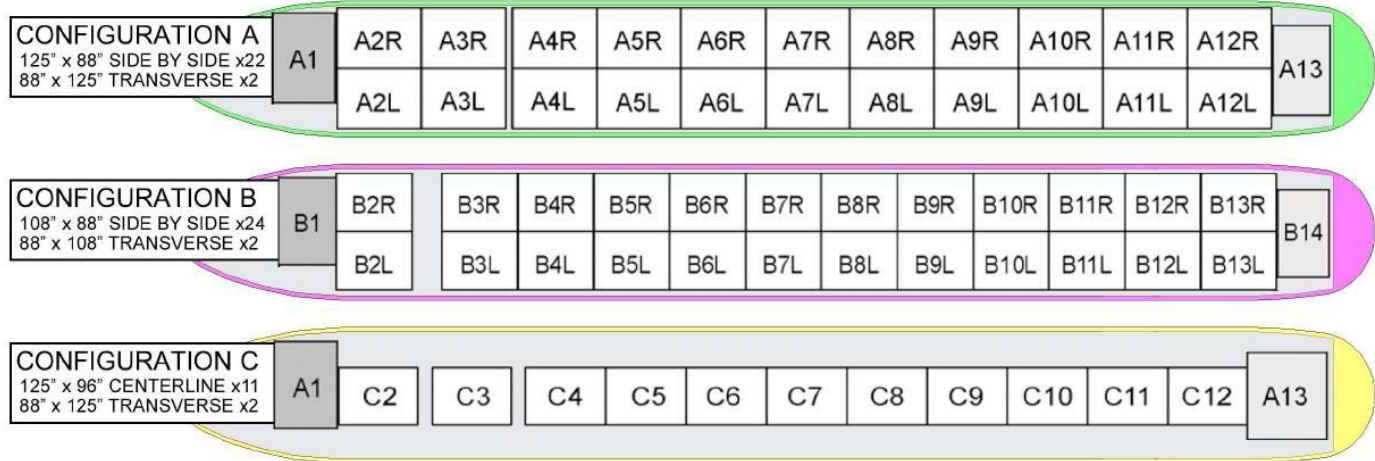 CONFIGURATION A
125" x 88" SIDE BY SIDE x22
88" x 125" TRANSVERSE x2
A1
A2R A3R A4R A5R A6R A7R A8R A9R A10R A11R A12R
A2L A3L A4L A5L A6L A7L A8L A9L A10L A11L A12L
A13
CONFIGURATION B
108" x 88" SIDE BY SIDE x24
88" x 108" TRANSVERSE x2
B1
B2R B3R B4R B5R B6R B7R B8R B9R B10R B11R B12R B13R
B2L B3L B4L B5L B6L B7L B8L B9L B10L B11L B12L B13L
B14
CONFIGURATION C
125" x 96" CENTERLINE x11
88" x 125" TRANSVERSE x2
A1 C2 C3 C4 C5 C6 C7 C8 C9 C10 C11 C12 A13